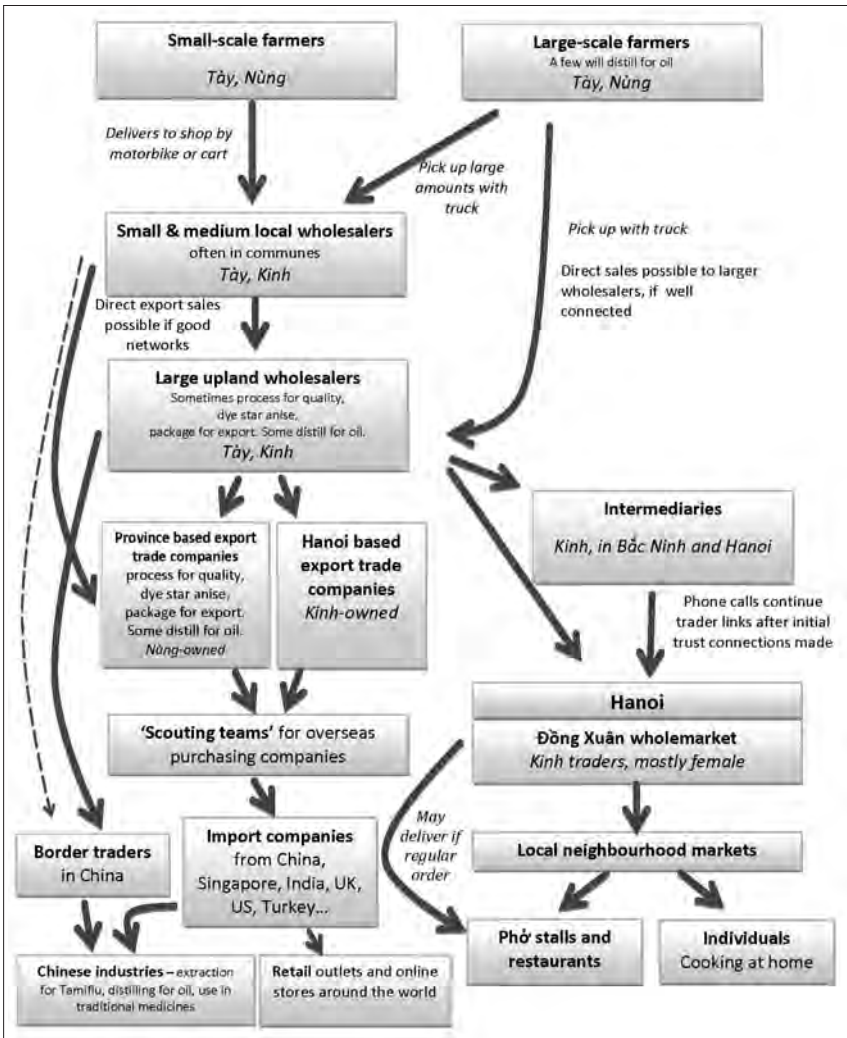 Small-scale farmers
Tày, Nùng
Large-scale farmers
A few will distill for oil
Tày, Nùng
Delivers to shop by
motorbike or cart
Pick up large
amounts with
truck
Small & medium local wholesalers
often in communes
Tày, Kinh
Pick up with truck
Direct sales possible to larger
wholesalers, if well
connected
Direct export sales
possible if good
networks
Large upland wholesalers
Sometimes process for quality,
dye star anise,
package for export. Some distill for oil.
Tày, Kinh
Province based export
trade companies
process for quality,
dye star anise,
package for export.
Some distill for oil.
Nùng-owned
Hanoi based
export trade
companies
Kinh-owned
Intermediaries
Kinh, in Bắc Ninh and Hanoi
Phone calls continue
trader links after initial
trust connections made
Hanoi
Đồng Xuân wholemarket
Kinh traders, mostly female
'Scouting teams' for overseas
purchasing companies
May
deliver if
regular
order
Local neighbourhood markets
Border traders
in China
Import companies
from China,
Singapore, India, UK,
US, Turkey...
Phở stalls and
restaurants
Individuals
Cooking at home
Chinese industries – extraction
for Tamiflu, distilling for oil, use in
traditional medicines
Retail outlets and online
stores around the world